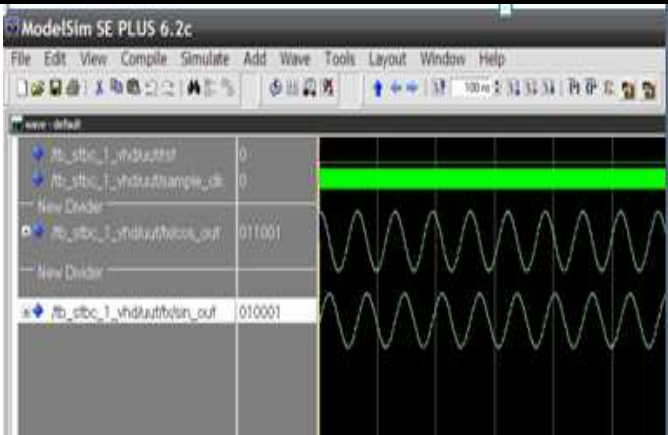 ModelSim SE PLUS 6.2c
File Edit View Compile Simulate Add Wave Tools Layout Window Help
100 ns
wave - default
/tb_stbc_1_vhd/uut/rst 0
/tb_stbc_1_vhd/uut/sample_clk 0
New Divider
/tb_stbc_1_vhd/uut/tx/cos_out 011001
New Divider
/tb_stbc_1_vhd/uut/tx/sin_out 010001